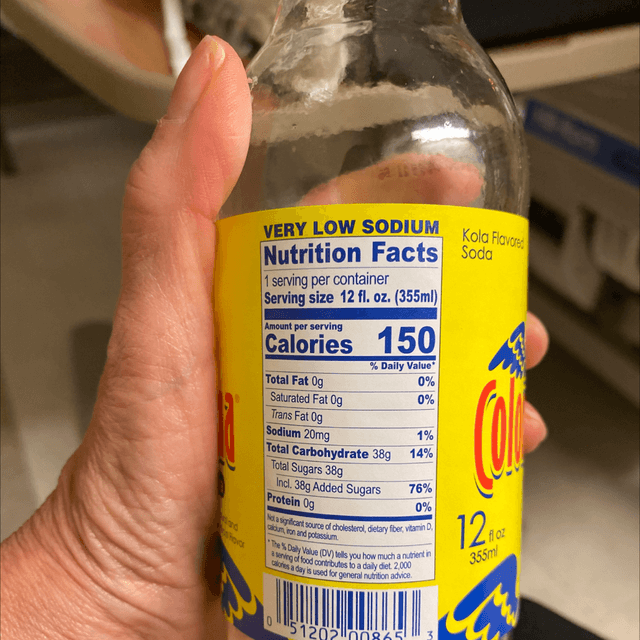 VERY LOW SODIUM
Nutrition Facts
1 serving per container
Serving size 12 fl. oz. (355ml)
Amount per serving
Calories 150
% Daily Value*
Total Fat 0g 0%
Saturated Fat 0g 0%
Trans Fat 0g
Sodium 20mg 1%
Total Carbohydrate 38g 14%
Total Sugars 38g
Incl. 38g Added Sugars 76%
Protein 0g 0%
Not a significant source of cholesterol, dietary fiber, vitamin D,
calcium, iron and potassium.
* The % Daily Value (DV) tells you how much a nutrient in
a serving of food contributes to a daily diet. 2,000
calories a day is used for general nutrition advice.
0 51202 00865 3
Kola Flavored
Soda
12 fl oz
355ml